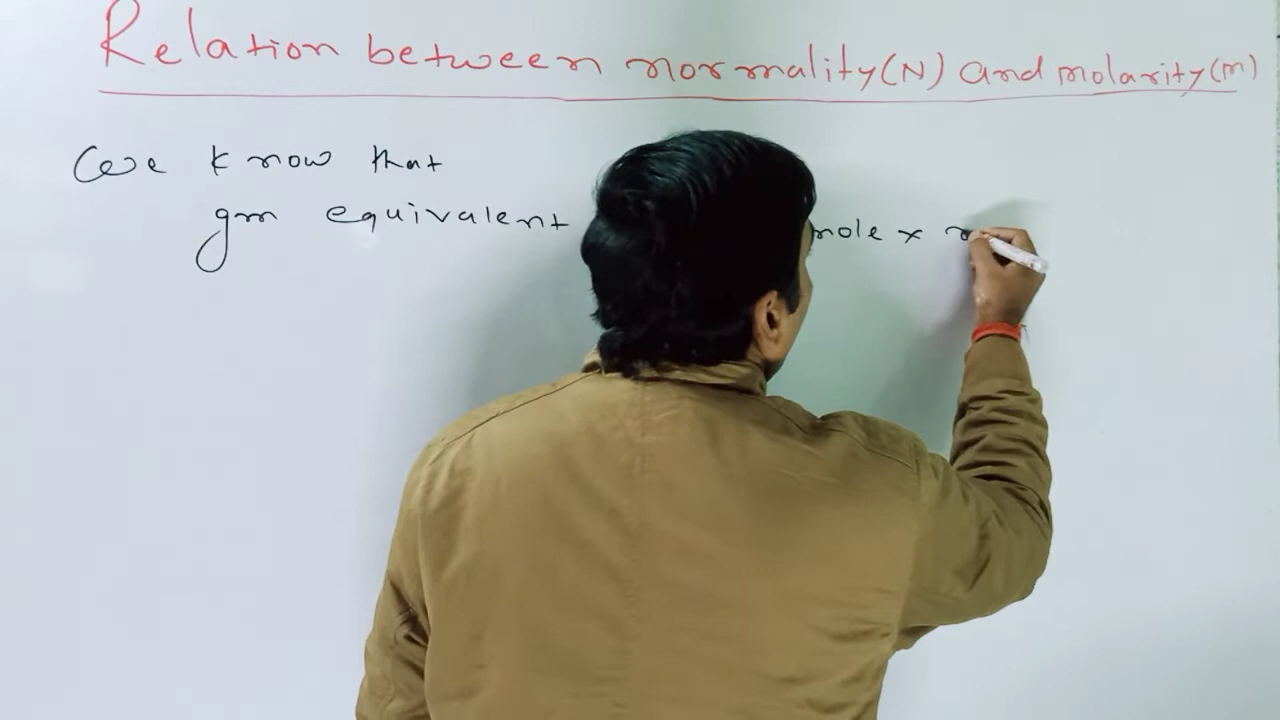 Relation between normality(N) and molarity(M)
We know that
gm equivalent mole × n